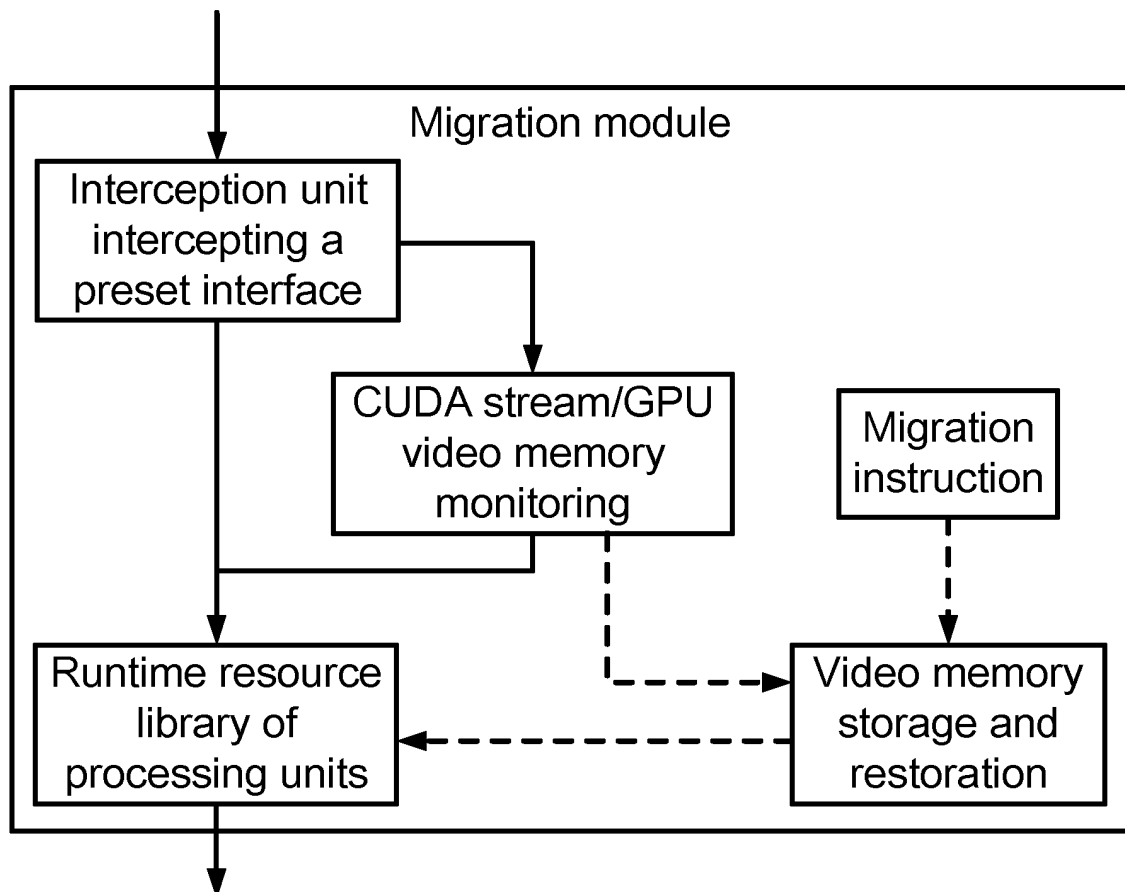 Migration module
Interception unit
intercepting a
preset interface
CUDA stream/GPU
video memory
monitoring
Migration
instruction
Runtime resource
library of
processing units
Video memory
storage and
restoration